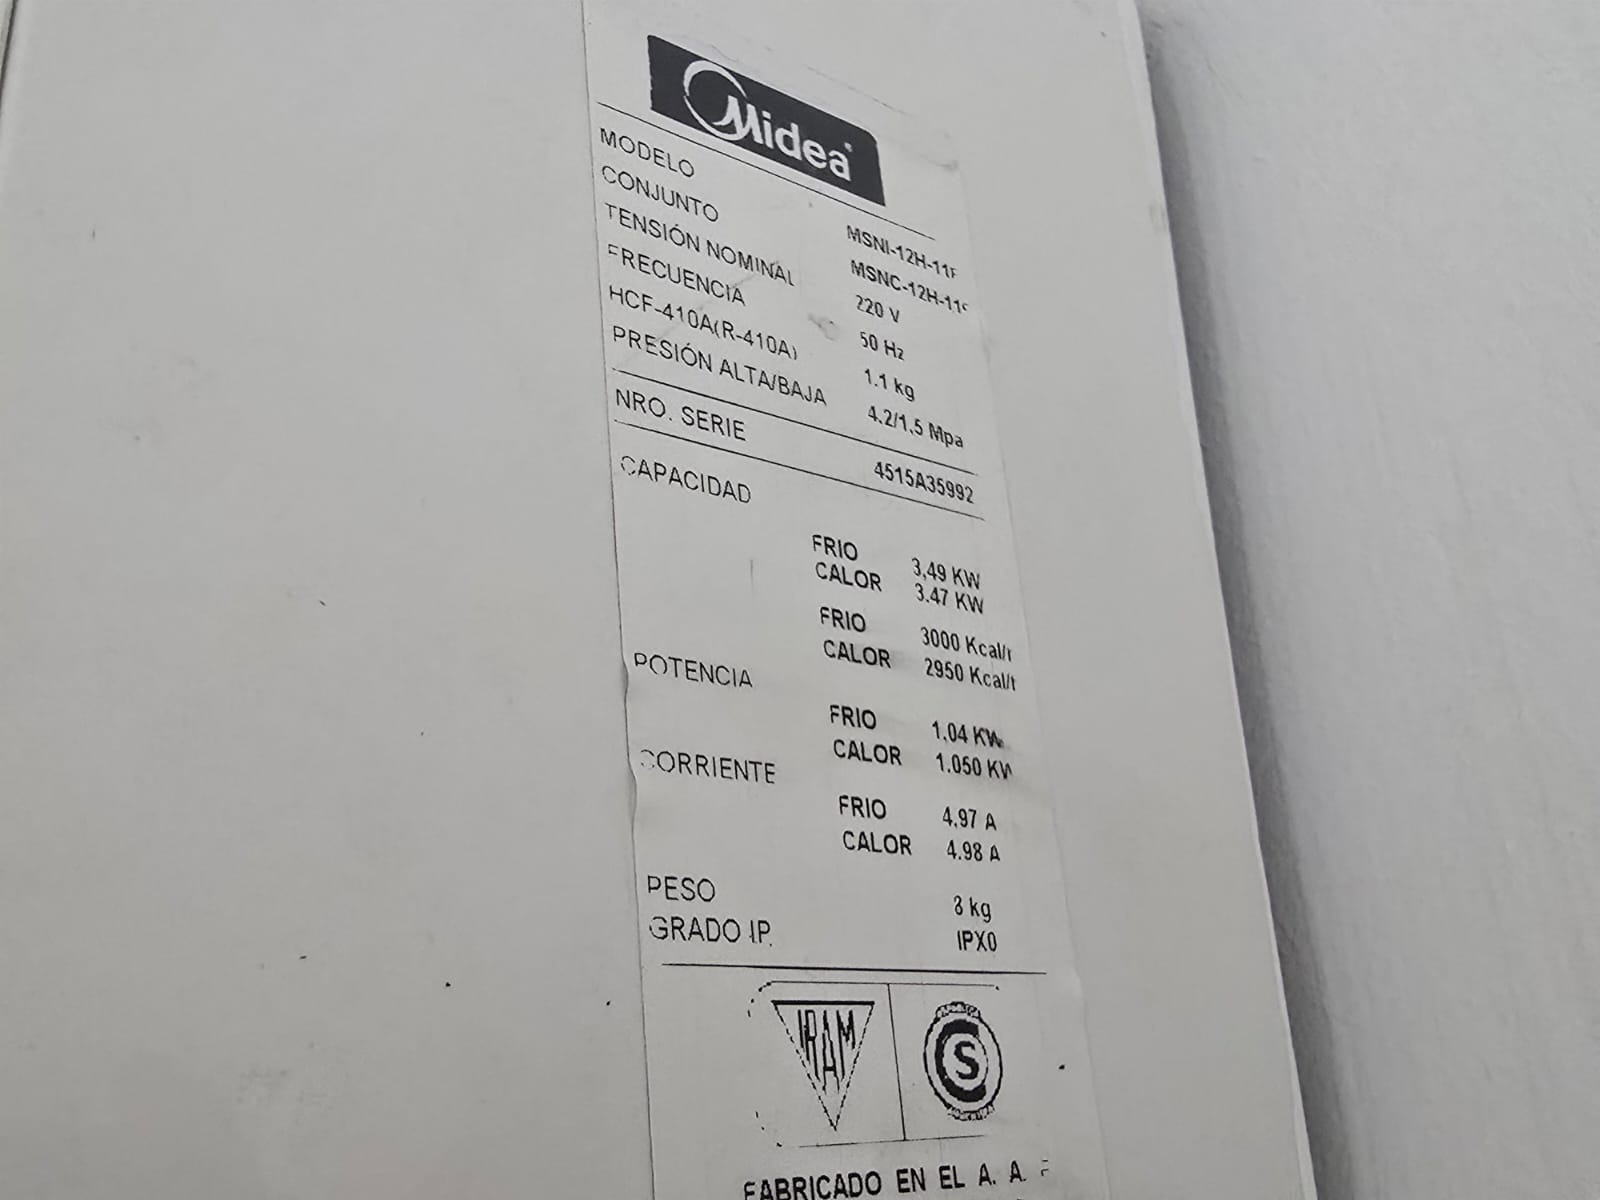 Midea
MODELO MSNI-12H-11F
CONJUNTO MSNC-12H-11
TENSIÓN NOMINAL 220 V
FRECUENCIA 50 Hz
HCF-410A(R-410A) 1.1 kg
PRESIÓN ALTA/BAJA 4.2/1,5 Mpa
NRO. SERIE 4515A35992
CAPACIDAD
FRIO 3,49 KW
CALOR 3.47 KW
FRIO 3000 Kcal/
CALOR 2950 Kcal/
POTENCIA
FRIO 1,04 KW
CALOR 1.050 KW
CORRIENTE
FRIO 4,97 A
CALOR 4.98 A
PESO 8 kg
GRADO IP. IPX0
IRAM
S
FABRICADO EN EL A. A.